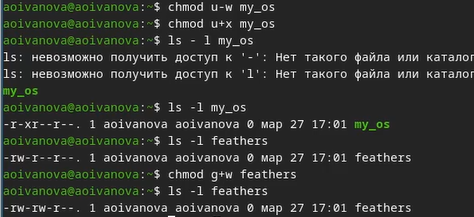 aoivanova@aoivanova:~$ chmod u-w my_os
aoivanova@aoivanova:~$ chmod u+x my_os
aoivanova@aoivanova:~$ ls - l my_os
ls: невозможно получить доступ к '-': Нет такого файла или каталог
ls: невозможно получить доступ к 'l': Нет такого файла или каталог
my_os
aoivanova@aoivanova:~$ ls -l my_os
-r-xr--r--. 1 aoivanova aoivanova 0 мар 27 17:01 my_os
aoivanova@aoivanova:~$ ls -l feathers
-rw-r--r--. 1 aoivanova aoivanova 0 мар 27 17:01 feathers
aoivanova@aoivanova:~$ chmod g+w feathers
aoivanova@aoivanova:~$ ls -l feathers
-rw-rw-r--. 1 aoivanova aoivanova 0 мар 27 17:01 feathers